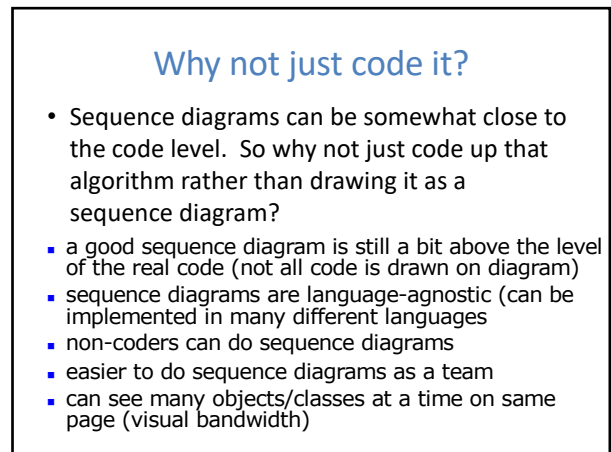 Why not just code it?
• Sequence diagrams can be somewhat close to
the code level.  So why not just code up that
algorithm rather than drawing it as a
sequence diagram?
▪ a good sequence diagram is still a bit above the level
of the real code (not all code is drawn on diagram)
▪ sequence diagrams are language-agnostic (can be
implemented in many different languages
▪ non-coders can do sequence diagrams
▪ easier to do sequence diagrams as a team
▪ can see many objects/classes at a time on same
page (visual bandwidth)